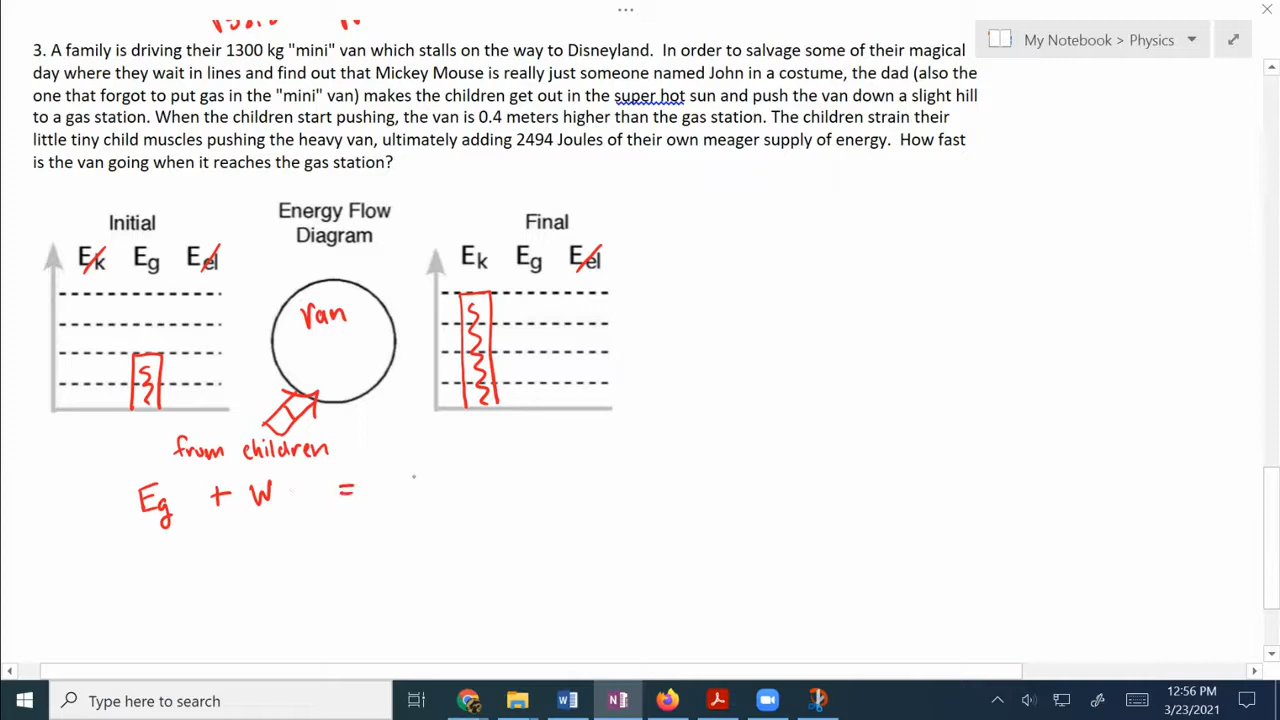 My Notebook > Physics
3. A family is driving their 1300 kg "mini" van which stalls on the way to Disneyland. In order to salvage some of their magical
day where they wait in lines and find out that Mickey Mouse is really just someone named John in a costume, the dad (also the
one that forgot to put gas in the "mini" van) makes the children get out in the super hot sun and push the van down a slight hill
to a gas station. When the children start pushing, the van is 0.4 meters higher than the gas station. The children strain their
little tiny child muscles pushing the heavy van, ultimately adding 2494 Joules of their own meager supply of energy. How fast
is the van going when it reaches the gas station?
Initial
Energy Flow
Diagram
Final
Ek Eg Eel
Ek Eg Eel
van
from children
Eg + W =
Type here to search
12:56 PM
3/23/2021